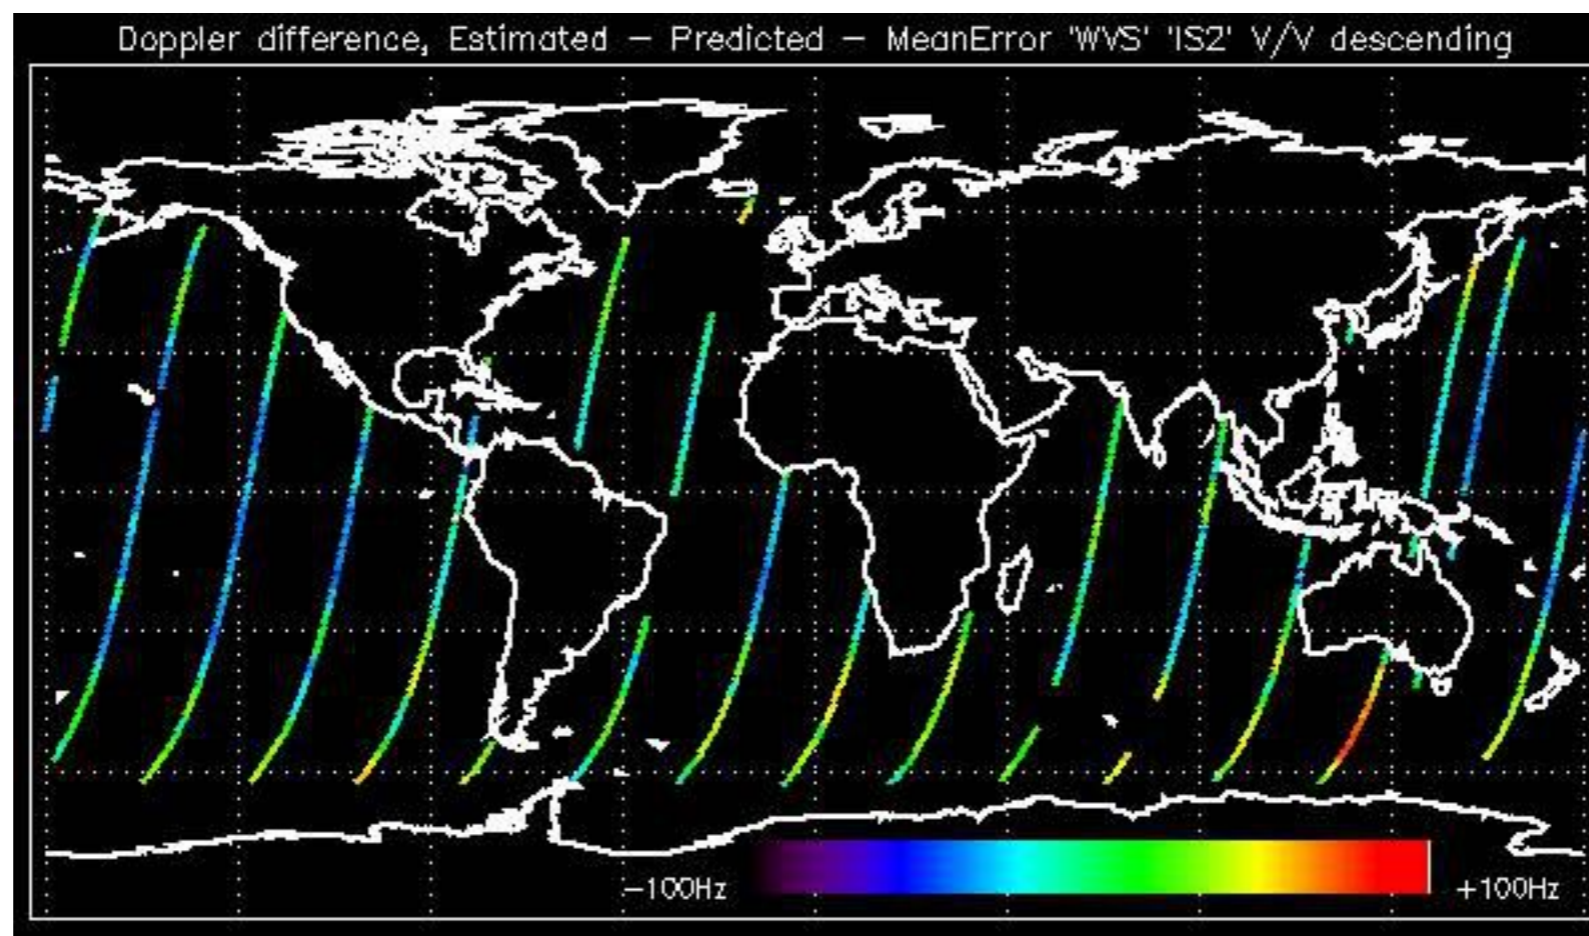 Doppler difference, Estimated – Predicted – MeanError 'WVS' 'IS2' V/V descending
–100Hz
+100Hz